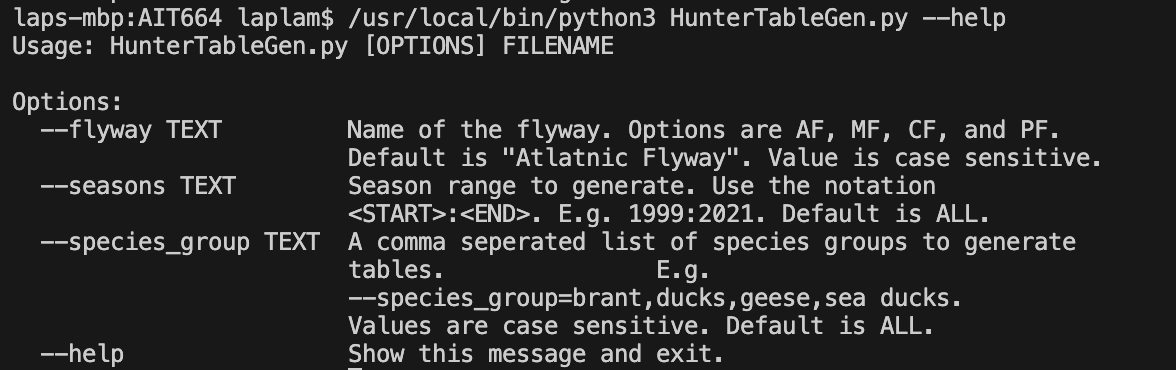 laps-mbp:AIT664 laplam$ /usr/local/bin/python3 HunterTableGen.py --help
Usage: HunterTableGen.py [OPTIONS] FILENAME
Options:
--flyway TEXT Name of the flyway. Options are AF, MF, CF, and PF.
Default is "Atlatnic Flyway". Value is case sensitive.
--seasons TEXT Season range to generate. Use the notation
<START>:<END>. E.g. 1999:2021. Default is ALL.
--species_group TEXT A comma seperated list of species groups to generate
tables. E.g.
--species_group=brant,ducks,geese,sea ducks.
Values are case sensitive. Default is ALL.
--help Show this message and exit.